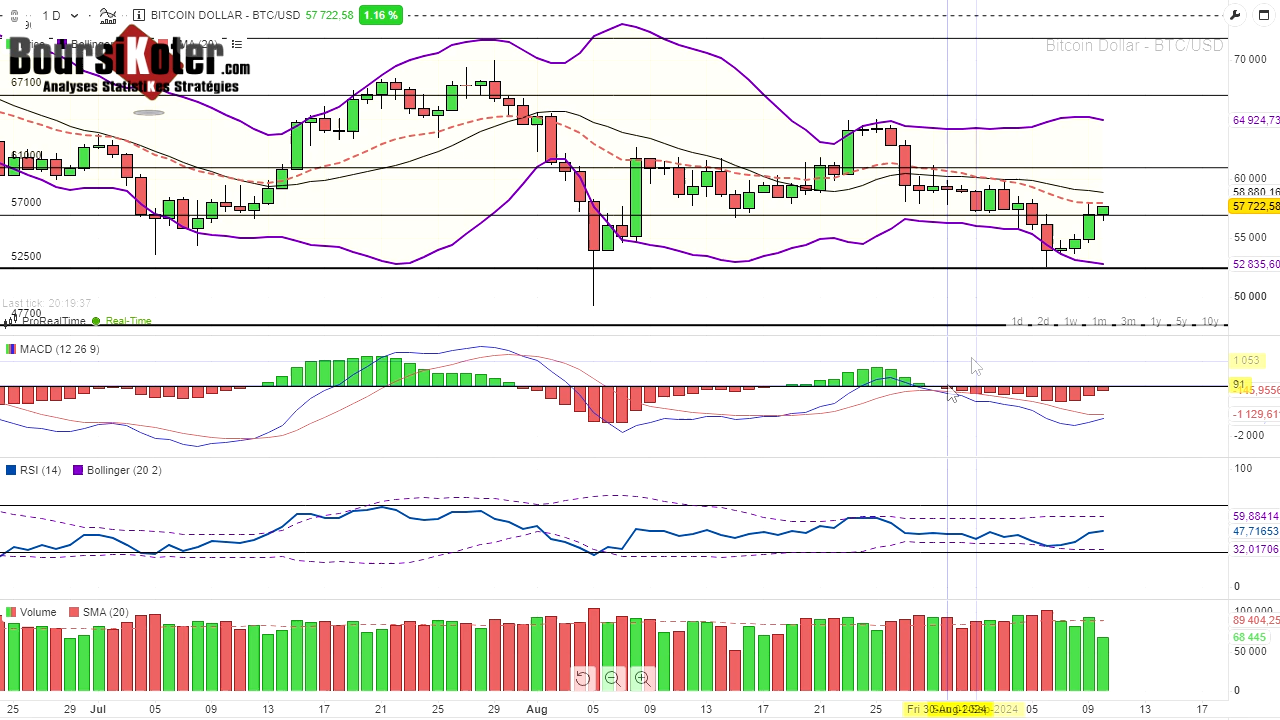 1 D BITCOIN DOLLAR - BTC/USD 57 722,58 1.16 %
SMA (20)
BoursiKoter.com
Analyses StatistiKes Stratégies
Bitcoin Dollar - BTC/USD
70 000
67100
64 924,73
61000
60 000
58 880,16
57000
57 722,58
55 000
52500
52 835,60
50 000
Last tick: 20:19:37
47700
ProRealTime Real-Time
1d 2d 1w 1m 3m 1y 5y 10y
MACD (12 26 9)
1 053
91
-1 129,61
-2 000
RSI (14) Bollinger (20 2)
100
59,88414
47,71653
32,01706
0
Volume SMA (20)
100 000
89 404,25
68 445
50 000
0
25 29 Jul 05 09 13 17 21 25 29 Aug 05 09 13 17 21 25 Fri 30-Aug-2024 05 09 13 17